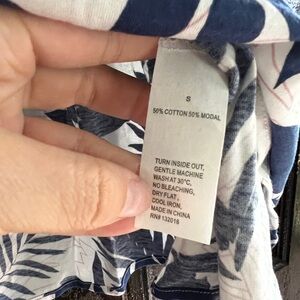 S
50% COTTON 50% MODAL
TURN INSIDE OUT,
GENTLE MACHINE
WASH AT 30°C,
NO BLEACHING,
DRY FLAT,
COOL IRON,
MADE IN CHINA
RN# 132016